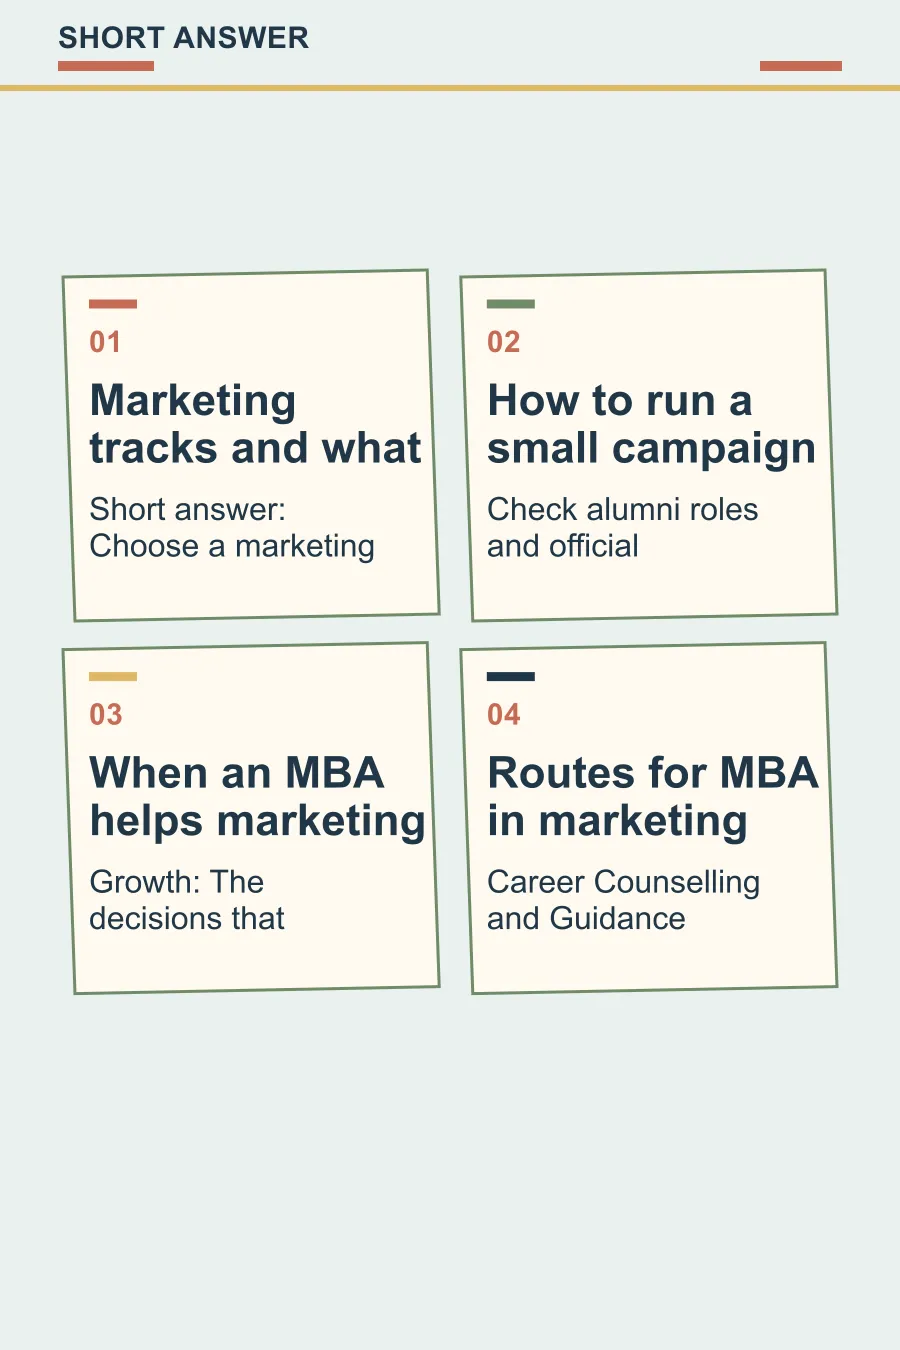 SHORT ANSWER
01
Marketing
tracks and what
Short answer:
Choose a marketing
02
How to run a
small campaign
Check alumni roles
and official
03
When an MBA
helps marketing
Growth: The
decisions that
04
Routes for MBA
in marketing
Career Counselling
and Guidance